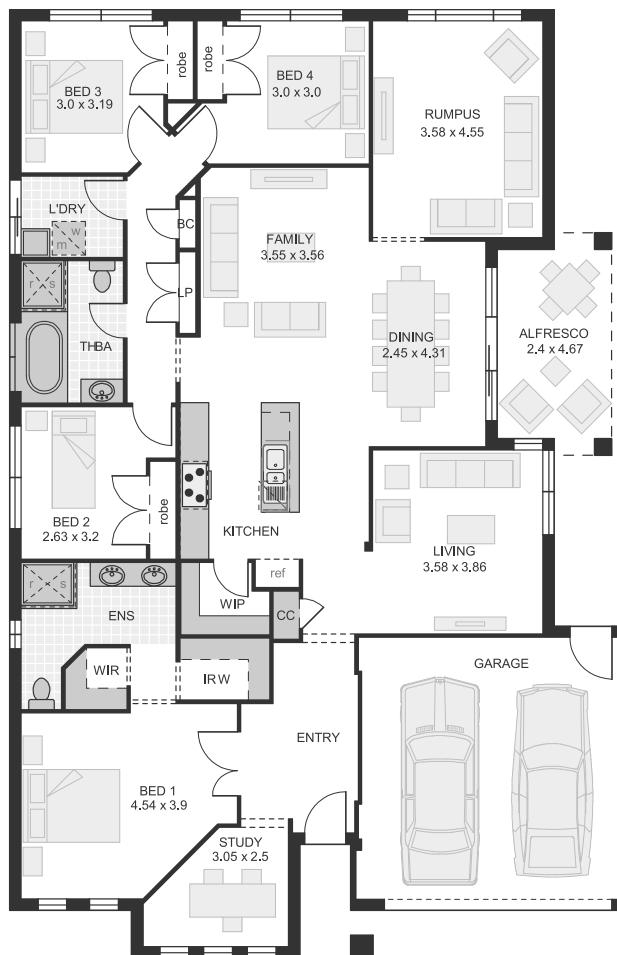 BED 3
3.0 x 3.19
robe
robe
BED 4
3.0 x 3.0
RUMPUS
3.58 x 4.55
L'DRY
w
m
BC
FAMILY
3.55 x 3.56
r s
LP
THBA
DINING
2.45 x 4.31
ALFRESCO
2.4 x 4.67
BED 2
2.63 x 3.2
robe
KITCHEN
LIVING
3.58 x 3.86
r s
ENS
ref
WIP
CC
WIR
IRW
GARAGE
ENTRY
BED 1
4.54 x 3.9
STUDY
3.05 x 2.5